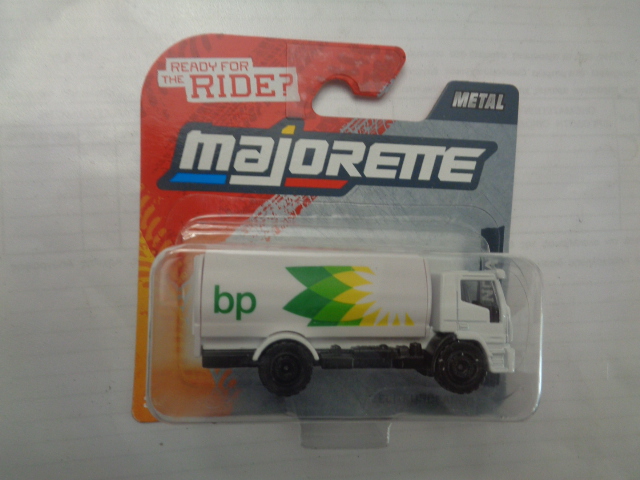 READY FOR
THE RIDE?
METAL
majorette
bp